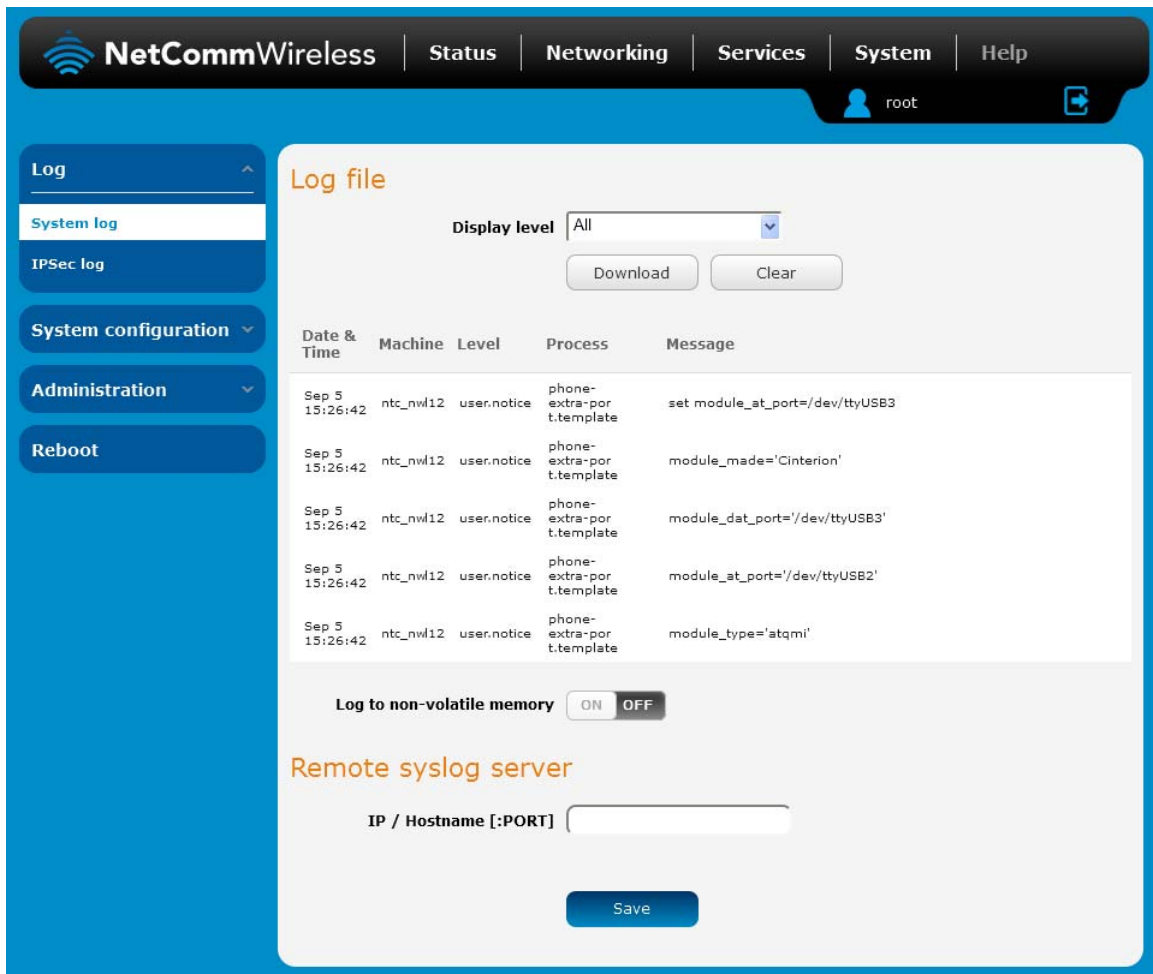 NetCommWireless Status Networking Services System Help
root
Log
System log
IPSec log
System configuration
Administration
Reboot
Log file
Display level All
Download Clear
Date & Time Machine Level Process Message
Sep 5 15:26:42 ntc_nwl12 user.notice phone-extra-port.template set module_at_port=/dev/ttyUSB3
Sep 5 15:26:42 ntc_nwl12 user.notice phone-extra-port.template module_made='Cinterion'
Sep 5 15:26:42 ntc_nwl12 user.notice phone-extra-port.template module_dat_port='/dev/ttyUSB3'
Sep 5 15:26:42 ntc_nwl12 user.notice phone-extra-port.template module_at_port='/dev/ttyUSB2'
Sep 5 15:26:42 ntc_nwl12 user.notice phone-extra-port.template module_type='atqmi'
Log to non-volatile memory ON OFF
Remote syslog server
IP / Hostname [:PORT]
Save